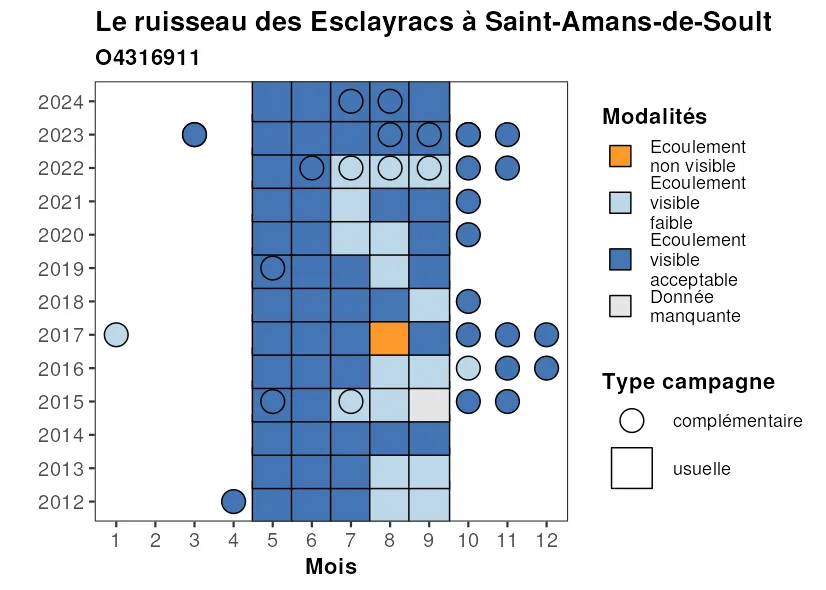 Le ruisseau des Esclayracs à Saint-Amans-de-Soult
O4316911
2024
2023
2022
2021
2020
2019
2018
2017
2016
2015
2014
2013
2012
1 2 3 4 5 6 7 8 9 10 11 12
Mois
Modalités
Ecoulement
non visible
Ecoulement
visible
faible
Ecoulement
visible
acceptable
Donnée
manquante
Type campagne
complémentaire
usuelle